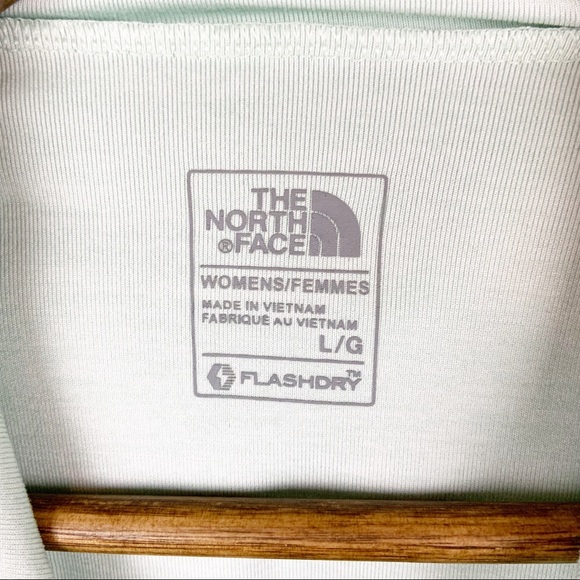 THE
NORTH
®FACE
WOMENS/FEMMES
MADE IN VIETNAM
FABRIQUÉ AU VIETNAM
L/G
FLASHDRY™